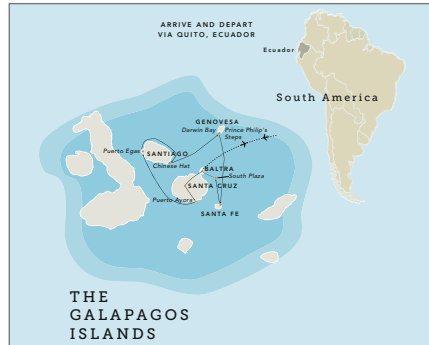 ARRIVE AND DEPART
VIA QUITO, ECUADOR
Ecuador
South America
GENOVESA
Darwin Bay
Prince Philip's
Steps
Puerto Egas
SANTIAGO
Chinese Hat
BALTRA
South Plaza
SANTA CRUZ
Puerto Ayora
SANTA FE
THE
GALAPAGOS
ISLANDS